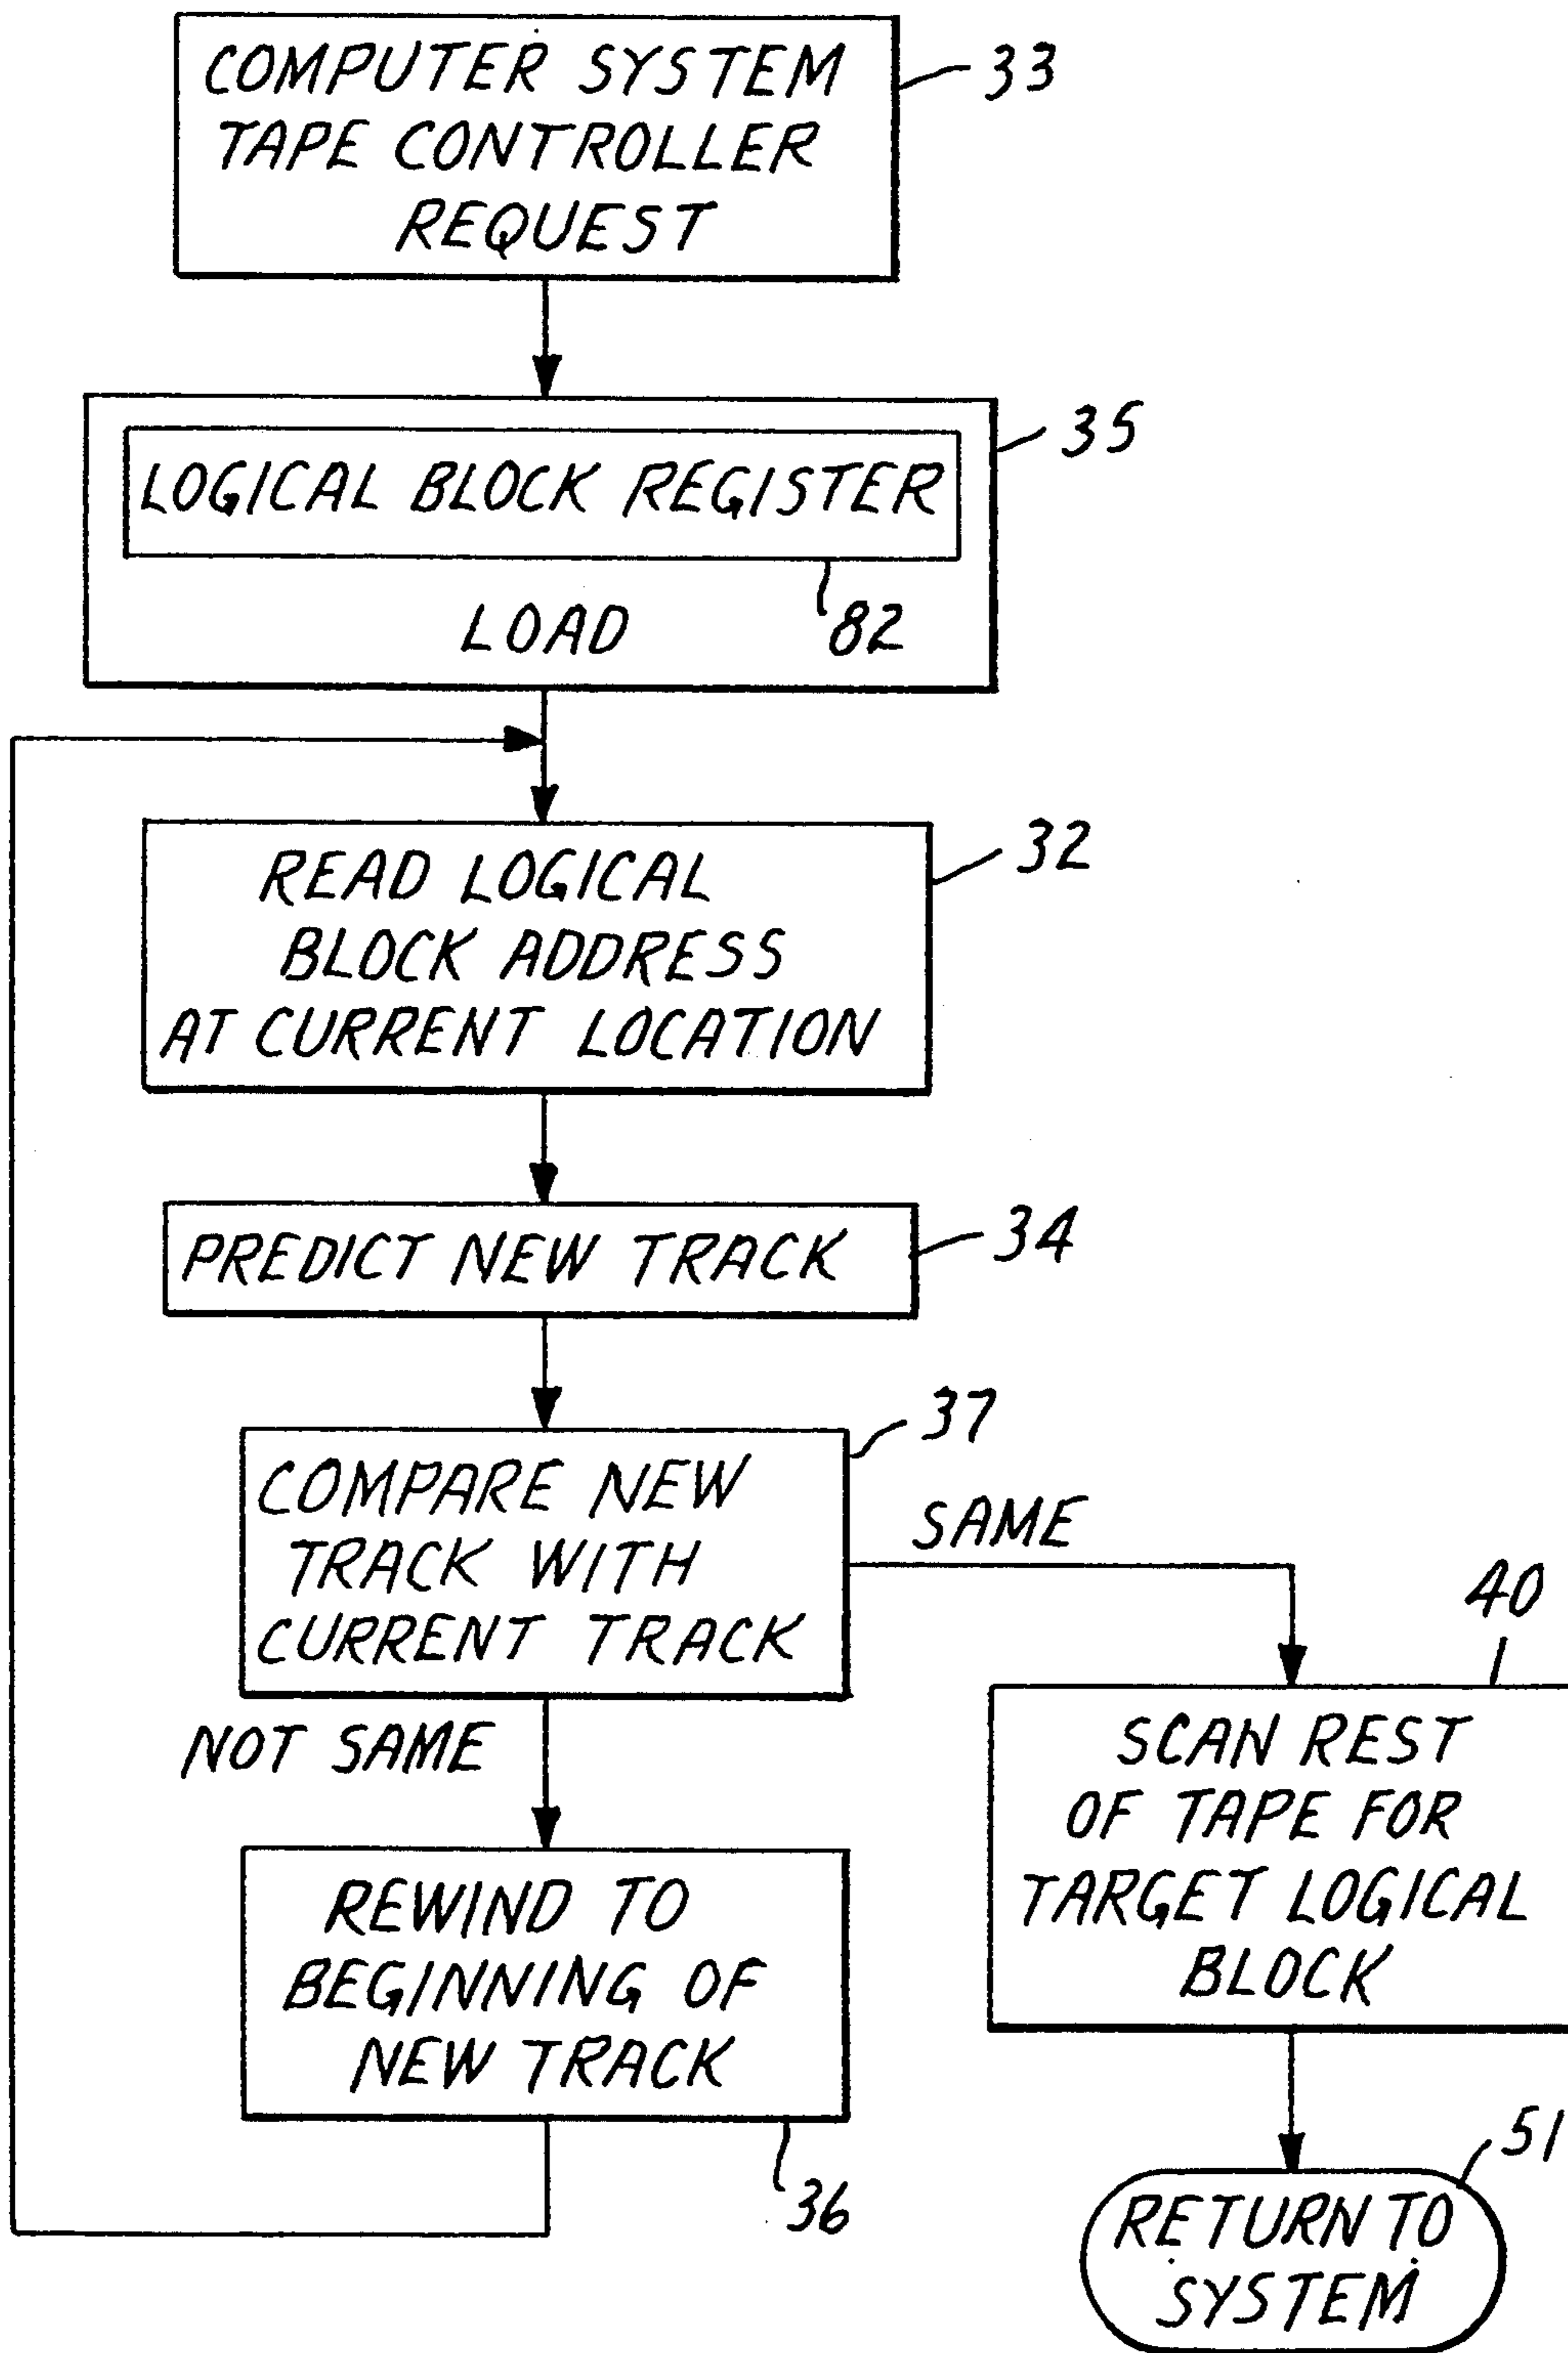 COMPUTER SYSTEM
TAPE CONTROLLER
REQUEST
33
LOGICAL BLOCK REGISTER
35
LOAD
82
READ LOGICAL
BLOCK ADDRESS
AT CURRENT LOCATION
32
PREDICT NEW TRACK
34
COMPARE NEW
TRACK WITH
CURRENT TRACK
37
SAME
NOT SAME
REWIND TO
BEGINNING OF
NEW TRACK
36
40
SCAN REST
OF TAPE FOR
TARGET LOGICAL
BLOCK
51
RETURN TO
SYSTEM